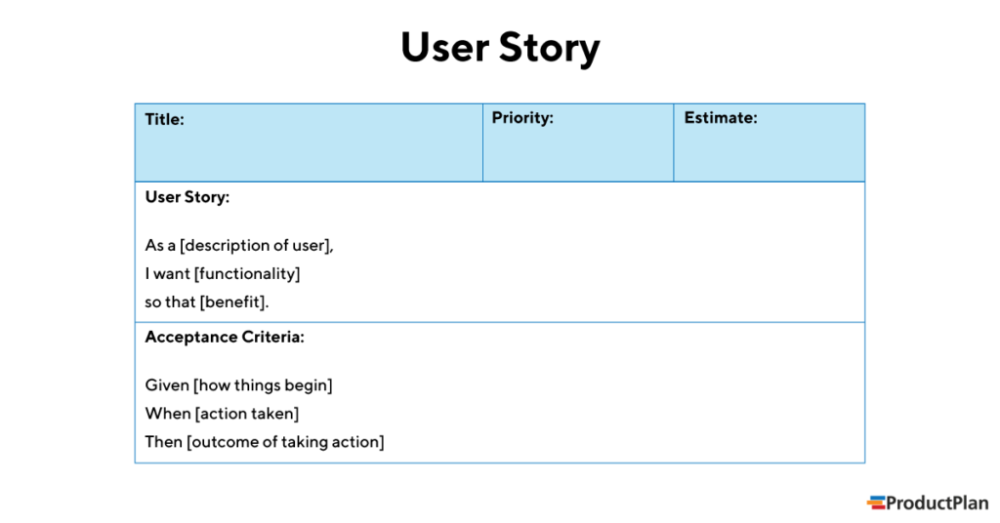 User Story
Title:
Priority:
Estimate:
User Story:
As a [description of user],
I want [functionality]
so that [benefit].
Acceptance Criteria:
Given [how things begin]
When [action taken]
Then [outcome of taking action]
ProductPlan